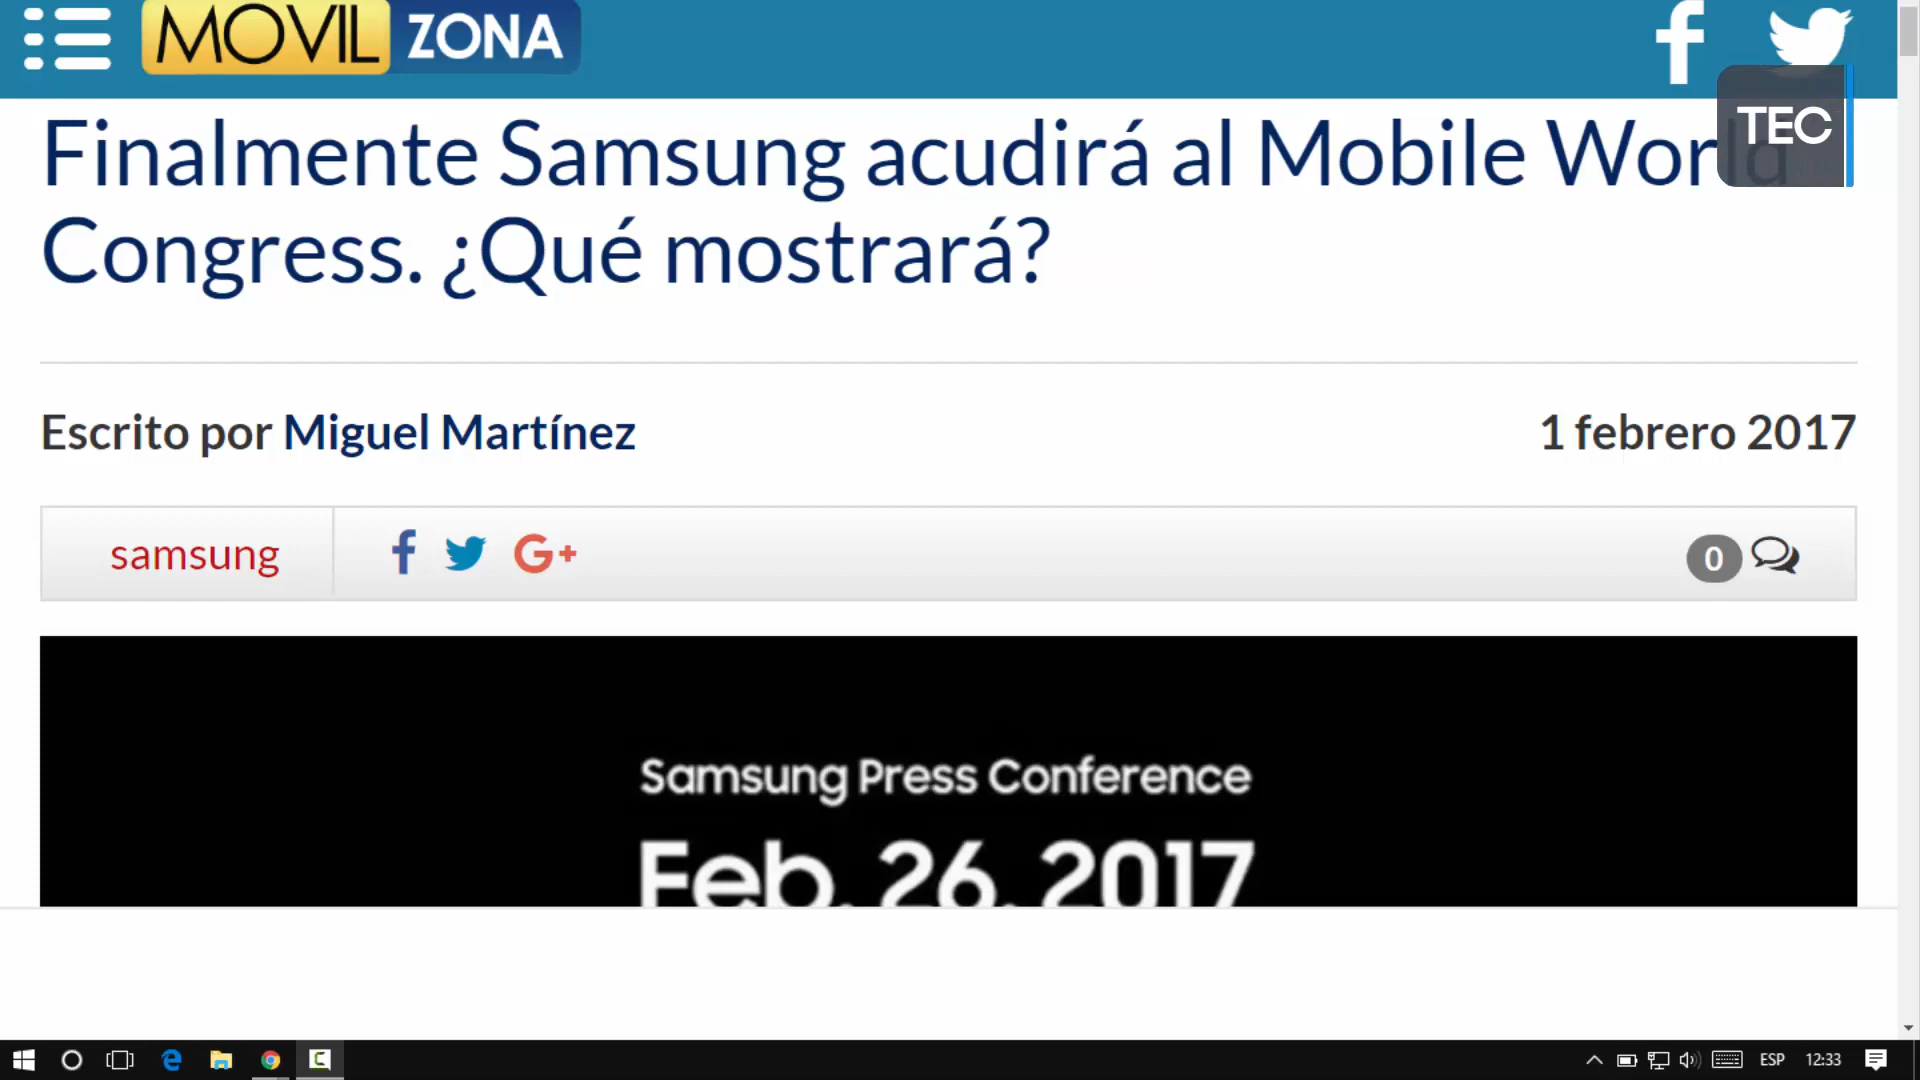 MOVIL ZONA
TEC
Finalmente Samsung acudirá al Mobile World
Congress. ¿Qué mostrará?
Escrito por Miguel Martínez
1 febrero 2017
samsung
G+
0
Samsung Press Conference
Feb. 26. 2017
ESP
12:33